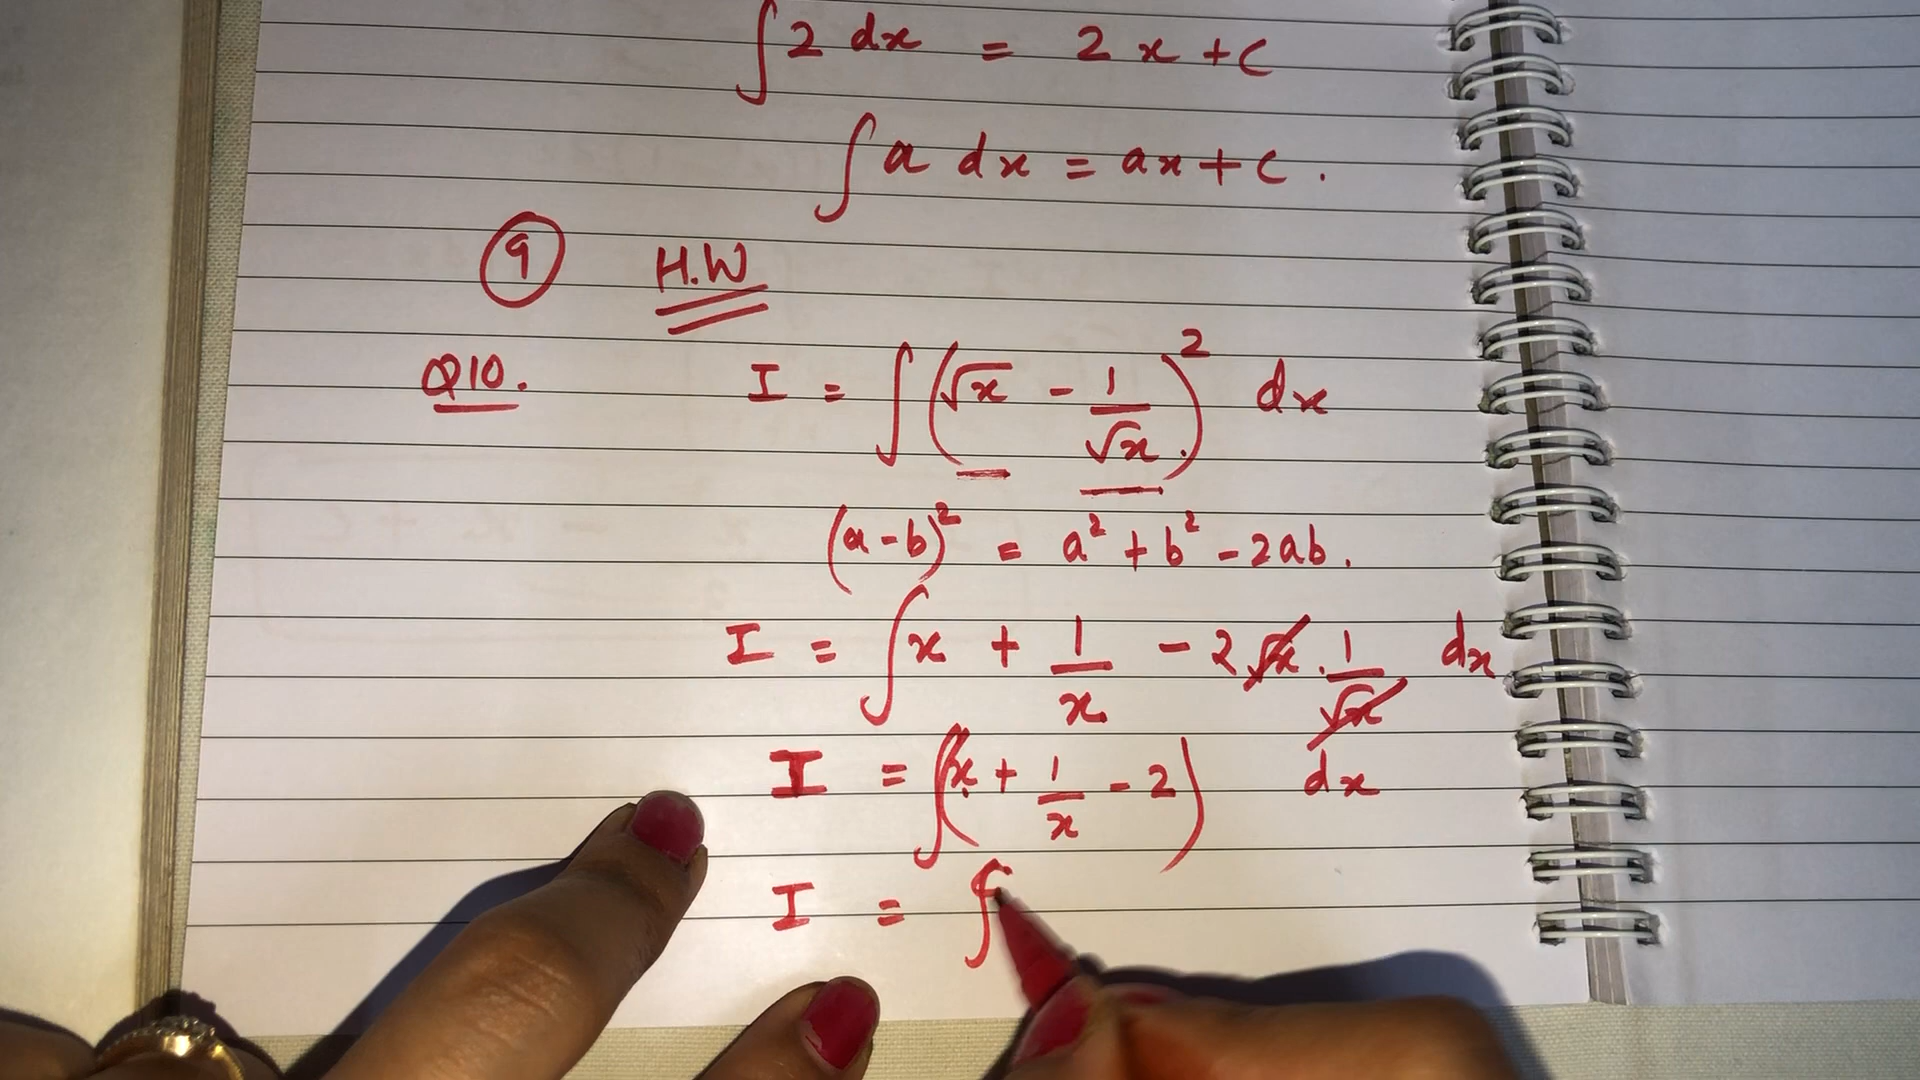 ∫2 dx = 2x + c
∫a dx = ax + c.
9 H.W
Q10. I = ∫(√x - 1/√x.)² dx
(a-b)² = a² + b² - 2ab.
I = ∫x + 1/x - 2√x . 1/√x dx
I = ∫(x + 1/x - 2) dx
I = ∫